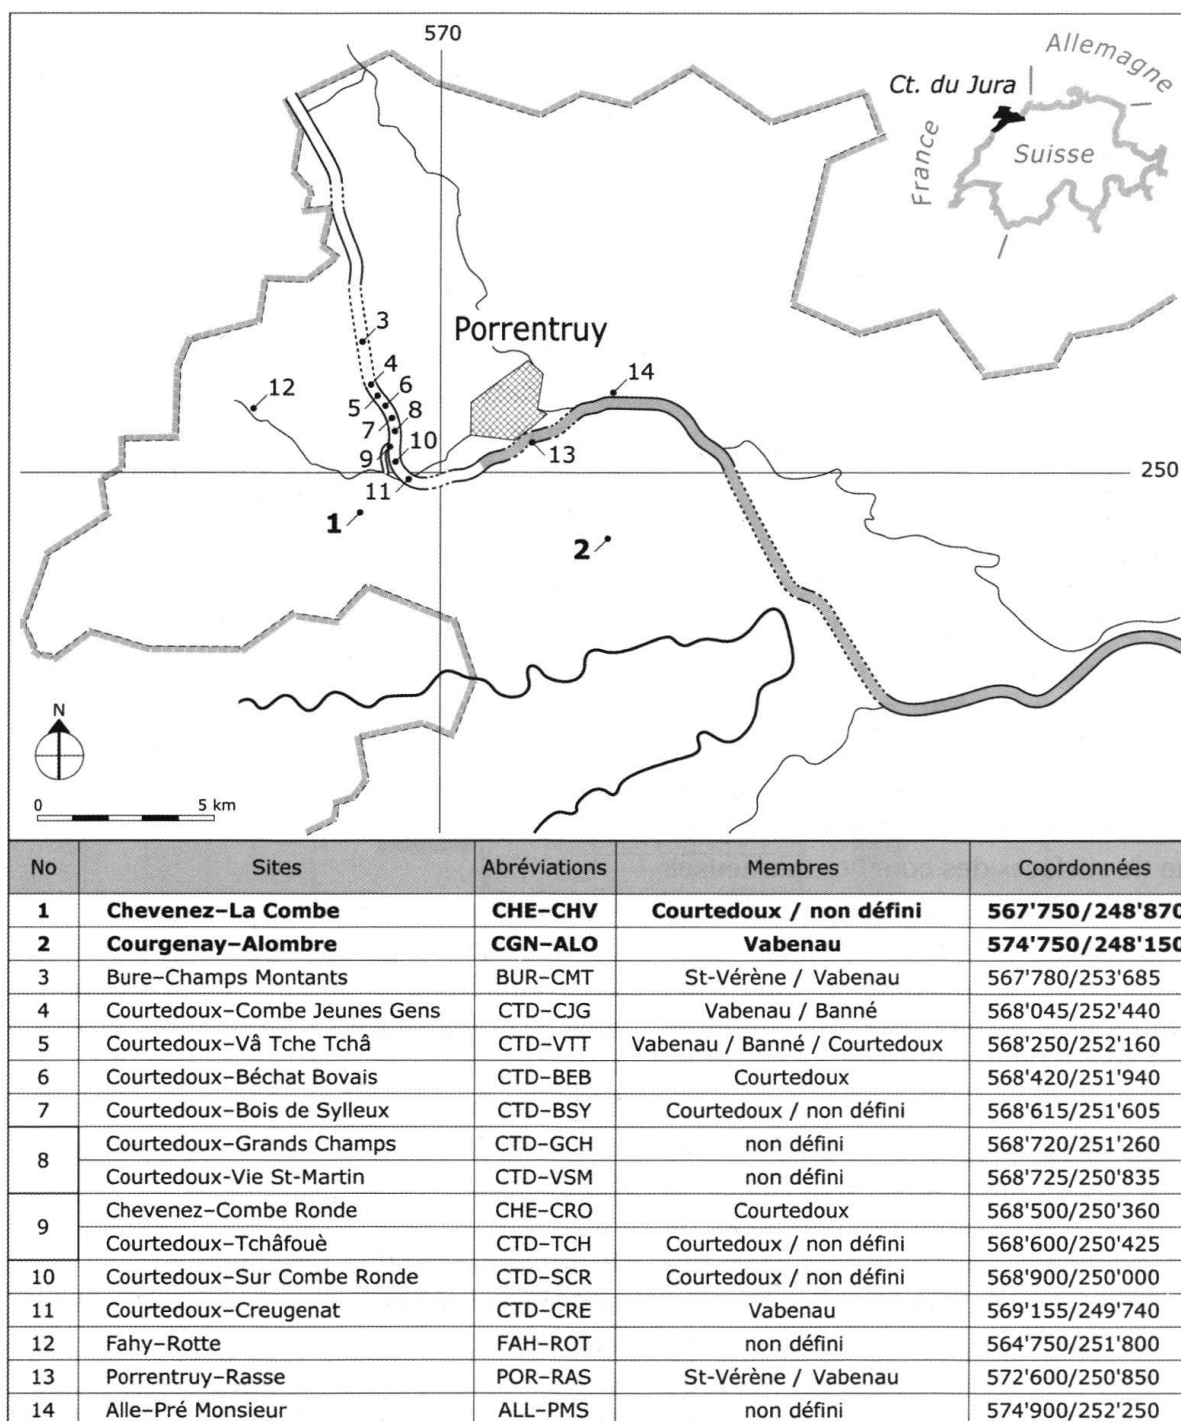 570
Allemagne
Ct. du Jura
France
Suisse
Porrentruy
3
4
5
6
7
8
9
10
11
12
13
14
250
1
2
N
0 5 km
No Sites Abréviations Membres Coordonnées
1 Chevenez–La Combe CHE–CHV Courtedoux / non défini 567'750/248'870
2 Courgenay–Alombre CGN–ALO Vabenau 574'750/248'150
3 Bure–Champs Montants BUR–CMT St-Vérène / Vabenau 567'780/253'685
4 Courtedoux–Combe Jeunes Gens CTD–CJG Vabenau / Banné 568'045/252'440
5 Courtedoux–Vâ Tche Tchâ CTD–VTT Vabenau / Banné / Courtedoux 568'250/252'160
6 Courtedoux–Béchat Bovais CTD–BEB Courtedoux 568'420/251'940
7 Courtedoux–Bois de Sylleux CTD–BSY Courtedoux / non défini 568'615/251'605
8 Courtedoux–Grands Champs CTD–GCH non défini 568'720/251'260
Courtedoux-Vie St-Martin CTD–VSM non défini 568'725/250'835
9 Chevenez–Combe Ronde CHE–CRO Courtedoux 568'500/250'360
Courtedoux–Tchâfouè CTD–TCH Courtedoux / non défini 568'600/250'425
10 Courtedoux–Sur Combe Ronde CTD–SCR Courtedoux / non défini 568'900/250'000
11 Courtedoux–Creugenat CTD–CRE Vabenau 569'155/249'740
12 Fahy–Rotte FAH–ROT non défini 564'750/251'800
13 Porrentruy–Rasse POR–RAS St-Vérène / Vabenau 572'600/250'850
14 Alle–Pré Monsieur ALL–PMS non défini 574'900/252'250